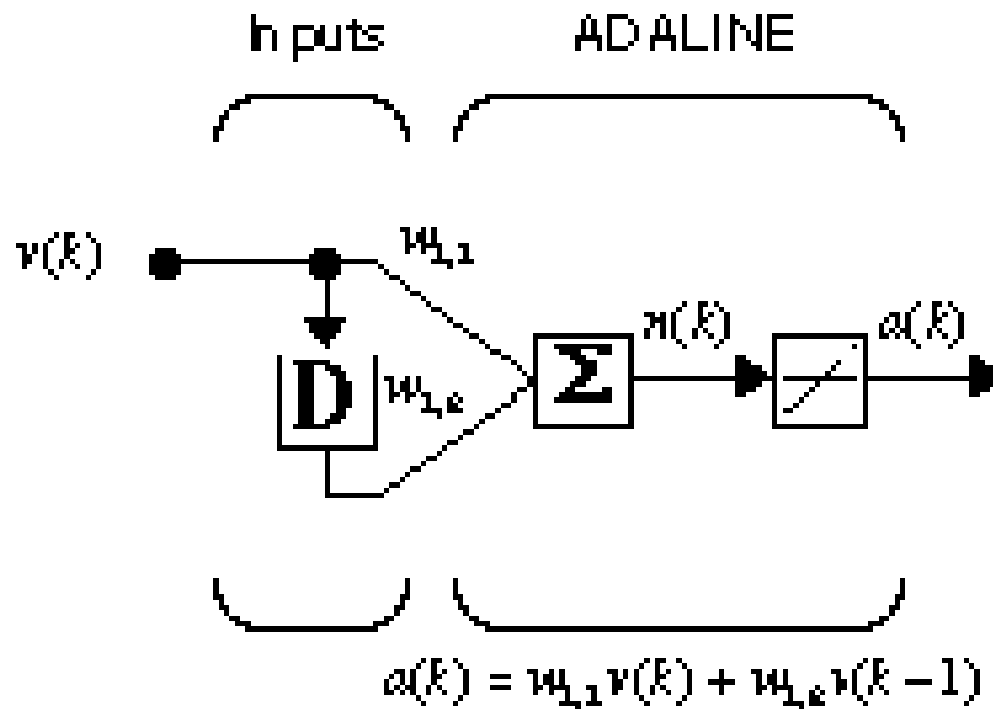 Inputs ADALINE
v(k)
w1,1
D
w1,2
Σ
n(k)
a(k)
a(k) = w1,1v(k) + w1,2v(k −1)